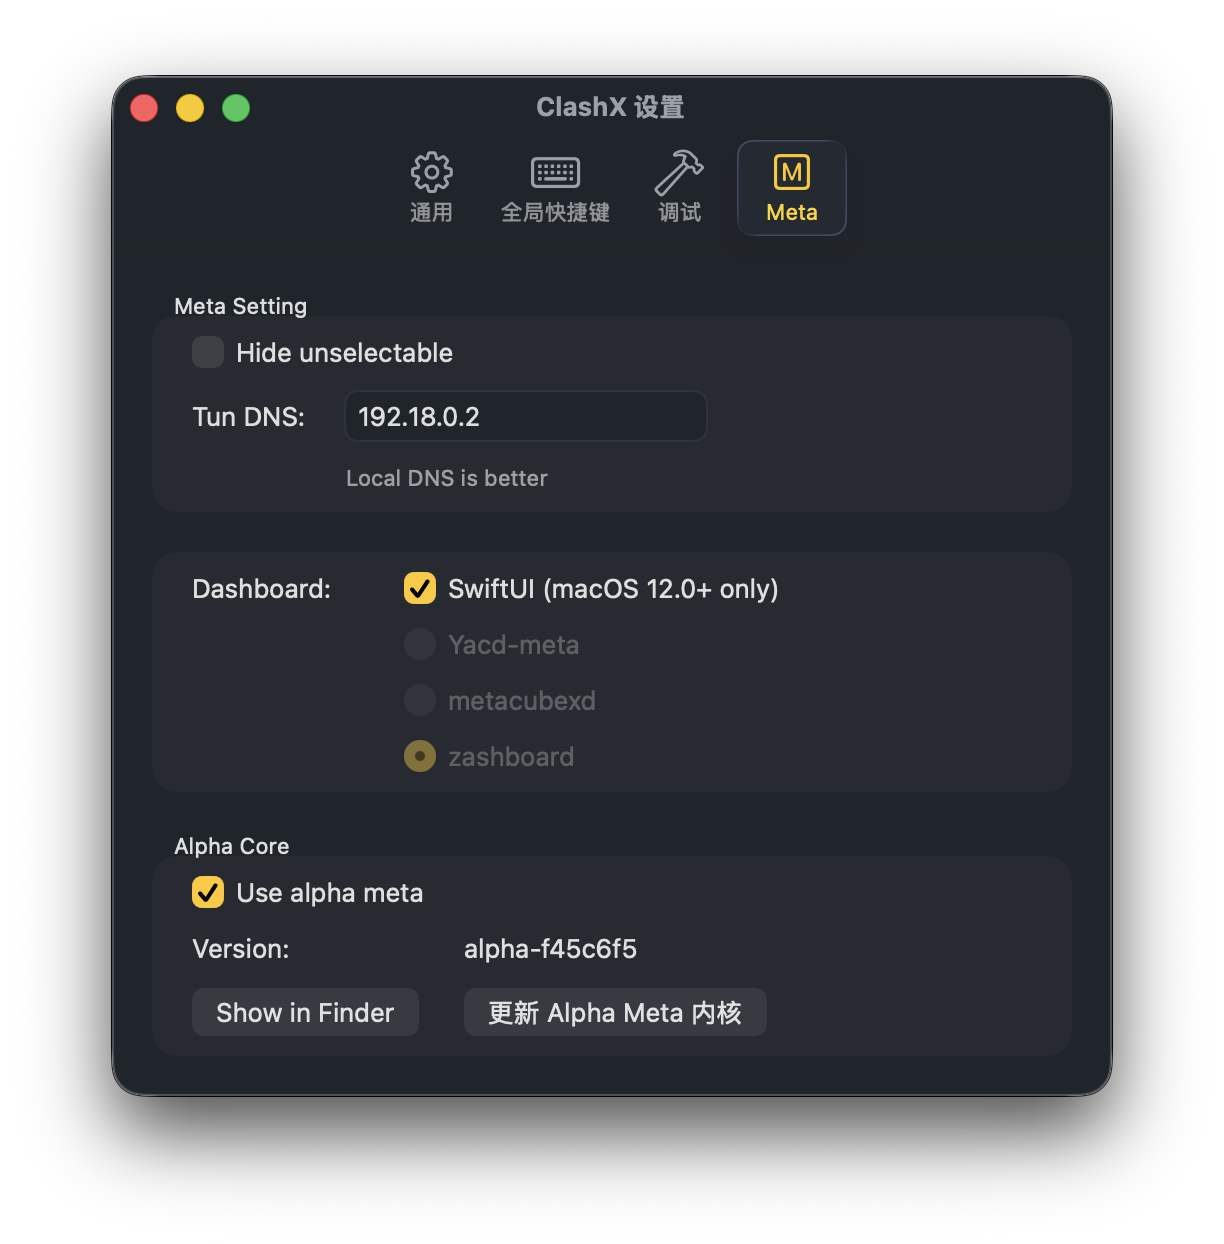 ClashX 设置
通用
全局快捷键
调试
M
Meta
Meta Setting
Hide unselectable
Tun DNS: 192.18.0.2
Local DNS is better
Dashboard: SwiftUI (macOS 12.0+ only)
Yacd-meta
metacubexd
zashboard
Alpha Core
Use alpha meta
Version: alpha-f45c6f5
Show in Finder 更新 Alpha Meta 内核